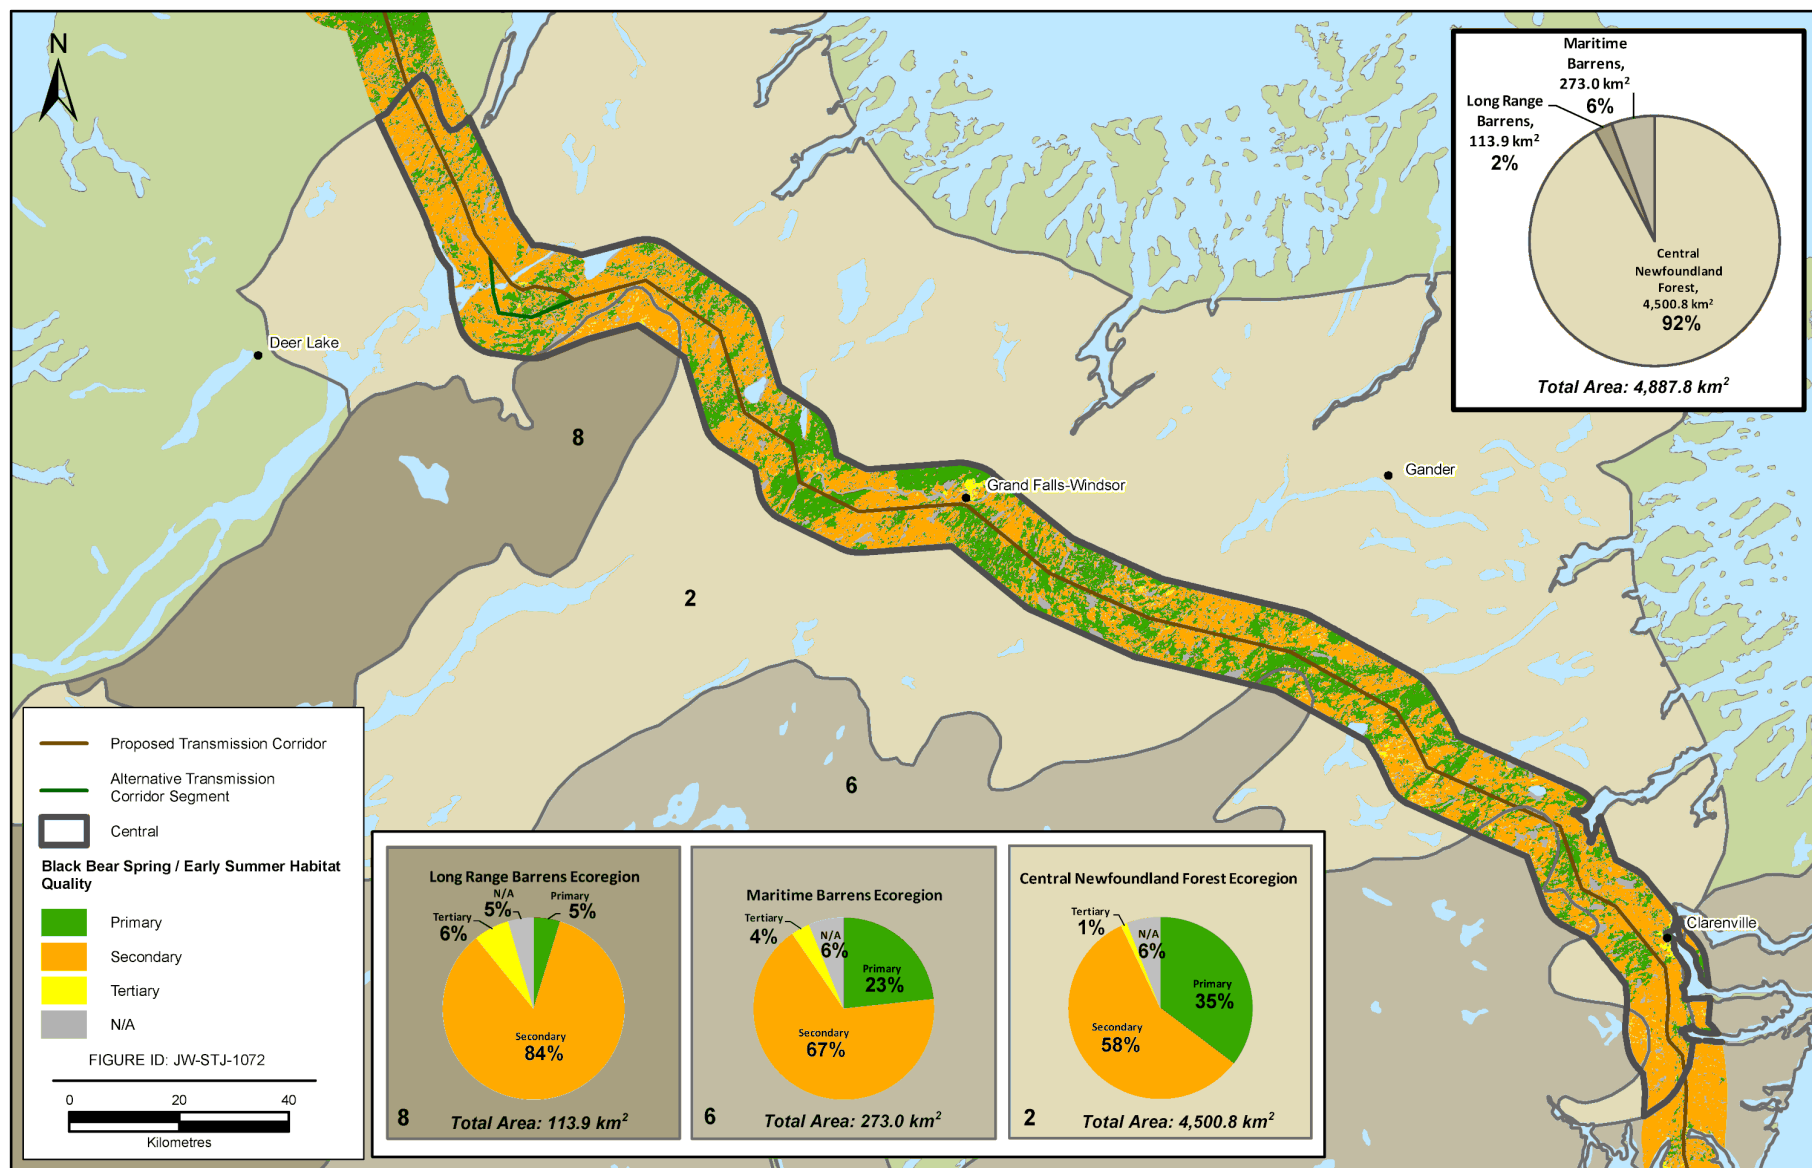 N
Maritime
Barrens,
273.0 km²
6%
Long Range
Barrens,
113.9 km²
2%
Central
Newfoundland
Forest,
4,500.8 km²
92%
Total Area: 4,887.8 km²
Deer Lake
8
Grand Falls-Windsor
Gander
2
6
Clarenville
Proposed Transmission Corridor
Alternative Transmission
Corridor Segment
Central
Black Bear Spring / Early Summer Habitat
Quality
Primary
Secondary
Tertiary
N/A
FIGURE ID: JW-STJ-1072
0 20 40
Kilometres
Long Range Barrens Ecoregion
N/A
5%
Primary
5%
Tertiary
6%
Secondary
84%
8
Total Area: 113.9 km²
Maritime Barrens Ecoregion
Tertiary
4%
N/A
6%
Primary
23%
Secondary
67%
6
Total Area: 273.0 km²
Central Newfoundland Forest Ecoregion
Tertiary
1%
N/A
6%
Primary
35%
Secondary
58%
2
Total Area: 4,500.8 km²